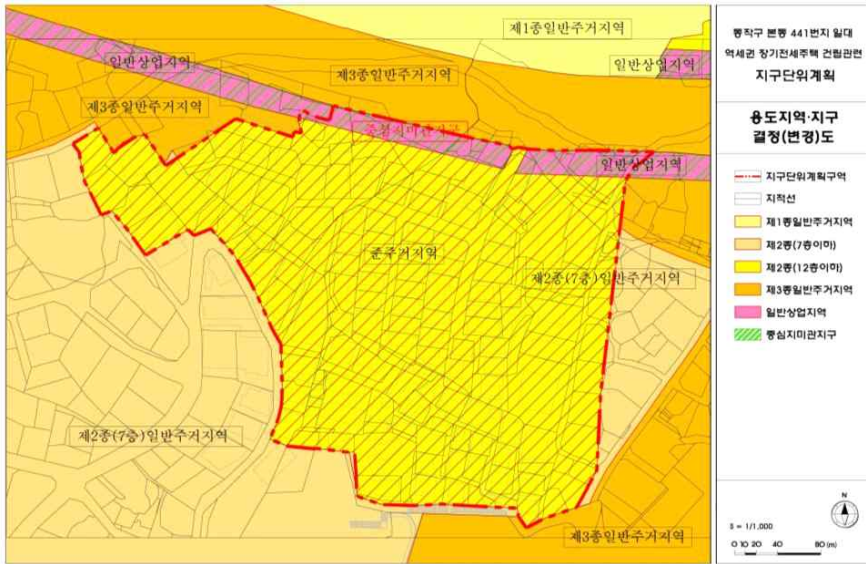 제1종일반주거지역
일반상업지역
제3종일반주거지역
일반상업지역
제3종일반주거지역
중심지미관지구
일반상업지역
준주거지역
제2종(7층)일반주거지역
제2종(7층)일반주거지역
제3종일반주거지역
동작구 본동 441번지 일대
역세권 장기전세주택 건립관련
지구단위계획
용도지역·지구
결정(변경)도
지구단위계획구역
지적선
제1종일반주거지역
제2종(7층이하)
제2종(12층이하)
제3종일반주거지역
일반상업지역
중심지미관지구
N
S = 1/1,000
0 10 20 40 80 (m)